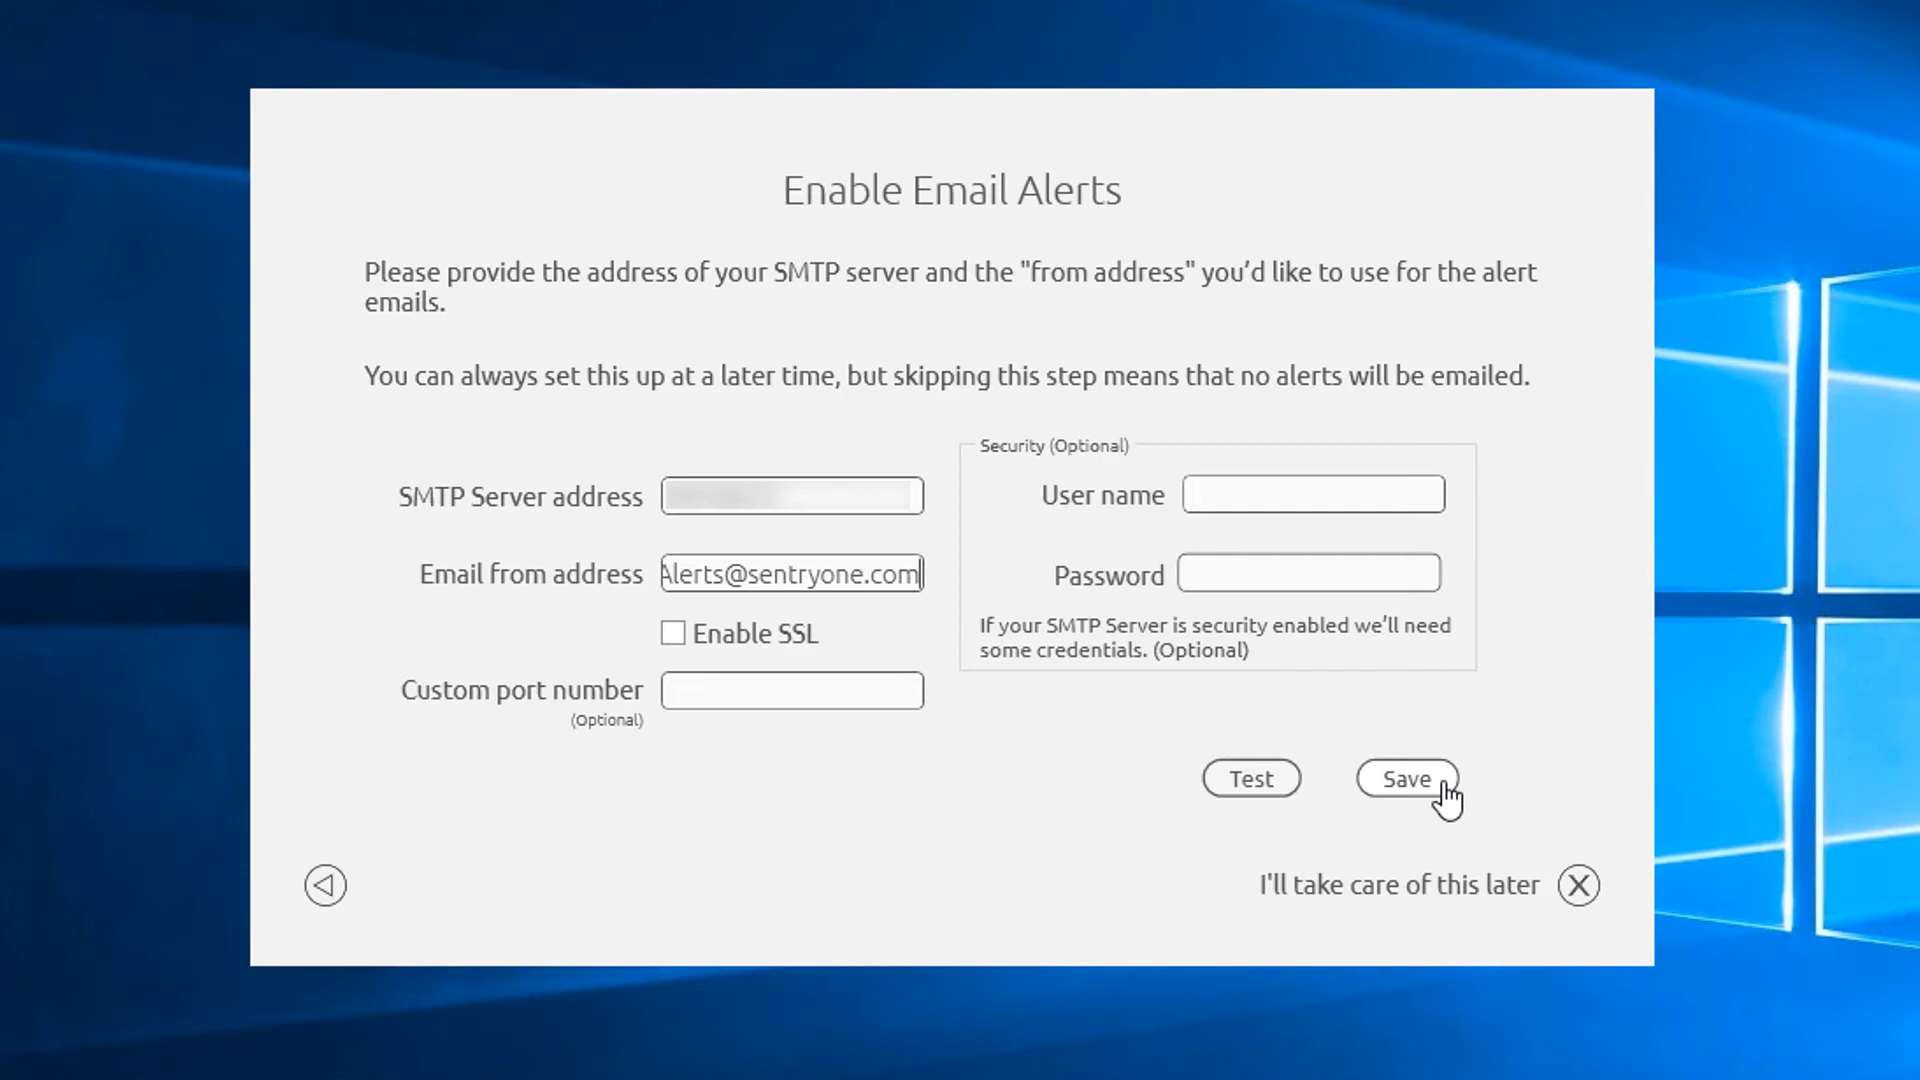 Enable Email Alerts
Please provide the address of your SMTP server and the "from address" you’d like to use for the alert
emails.
You can always set this up at a later time, but skipping this step means that no alerts will be emailed.
Security (Optional)
SMTP Server address
User name
Email from address
Alerts@sentryone.com
Password
Enable SSL
If your SMTP Server is security enabled we’ll need
some credentials. (Optional)
Custom port number
(Optional)
Test
Save
I'll take care of this later